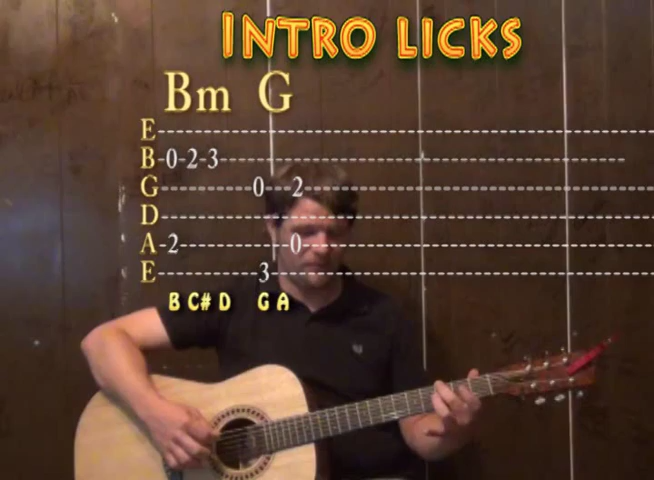 INTRO LICKS
Bm G
E--------------------------------------------
B-0-2-3--------------------------------------
G---------0---2------------------------------
D--------------------------------------------
A-2-----------0------------------------------
E---------3----------------------------------
B C# D G A